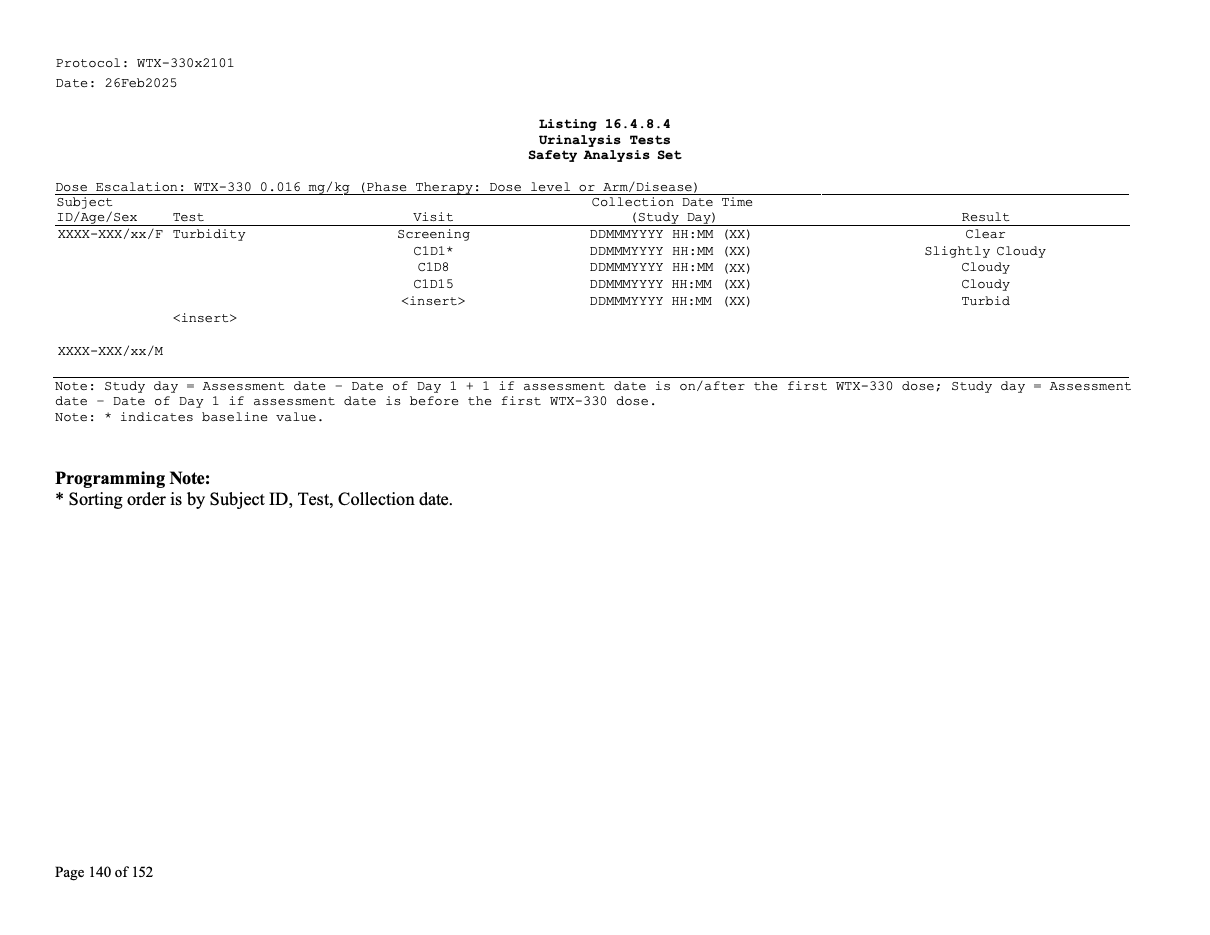 Protocol: WTX-330x2101
Date: 26Feb2025
Listing 16.4.8.4
Urinalysis Tests
Safety Analysis Set
Dose Escalation: WTX-330 0.016 mg/kg (Phase Therapy: Dose level or Arm/Disease)
Subject Collection Date Time
ID/Age/Sex Test Visit (Study Day) Result
XXXX-XXX/xx/F Turbidity Screening DDMMMYYYY HH:MM (XX) Clear
C1D1* DDMMMYYYY HH:MM (XX) Slightly Cloudy
C1D8 DDMMMYYYY HH:MM (XX) Cloudy
C1D15 DDMMMYYYY HH:MM (XX) Cloudy
<insert> DDMMMYYYY HH:MM (XX) Turbid
<insert>
XXXX-XXX/xx/M
Note: Study day = Assessment date – Date of Day 1 + 1 if assessment date is on/after the first WTX-330 dose; Study day = Assessment
date – Date of Day 1 if assessment date is before the first WTX-330 dose.
Note: * indicates baseline value.
Programming Note:
* Sorting order is by Subject ID, Test, Collection date.
Page 140 of 152